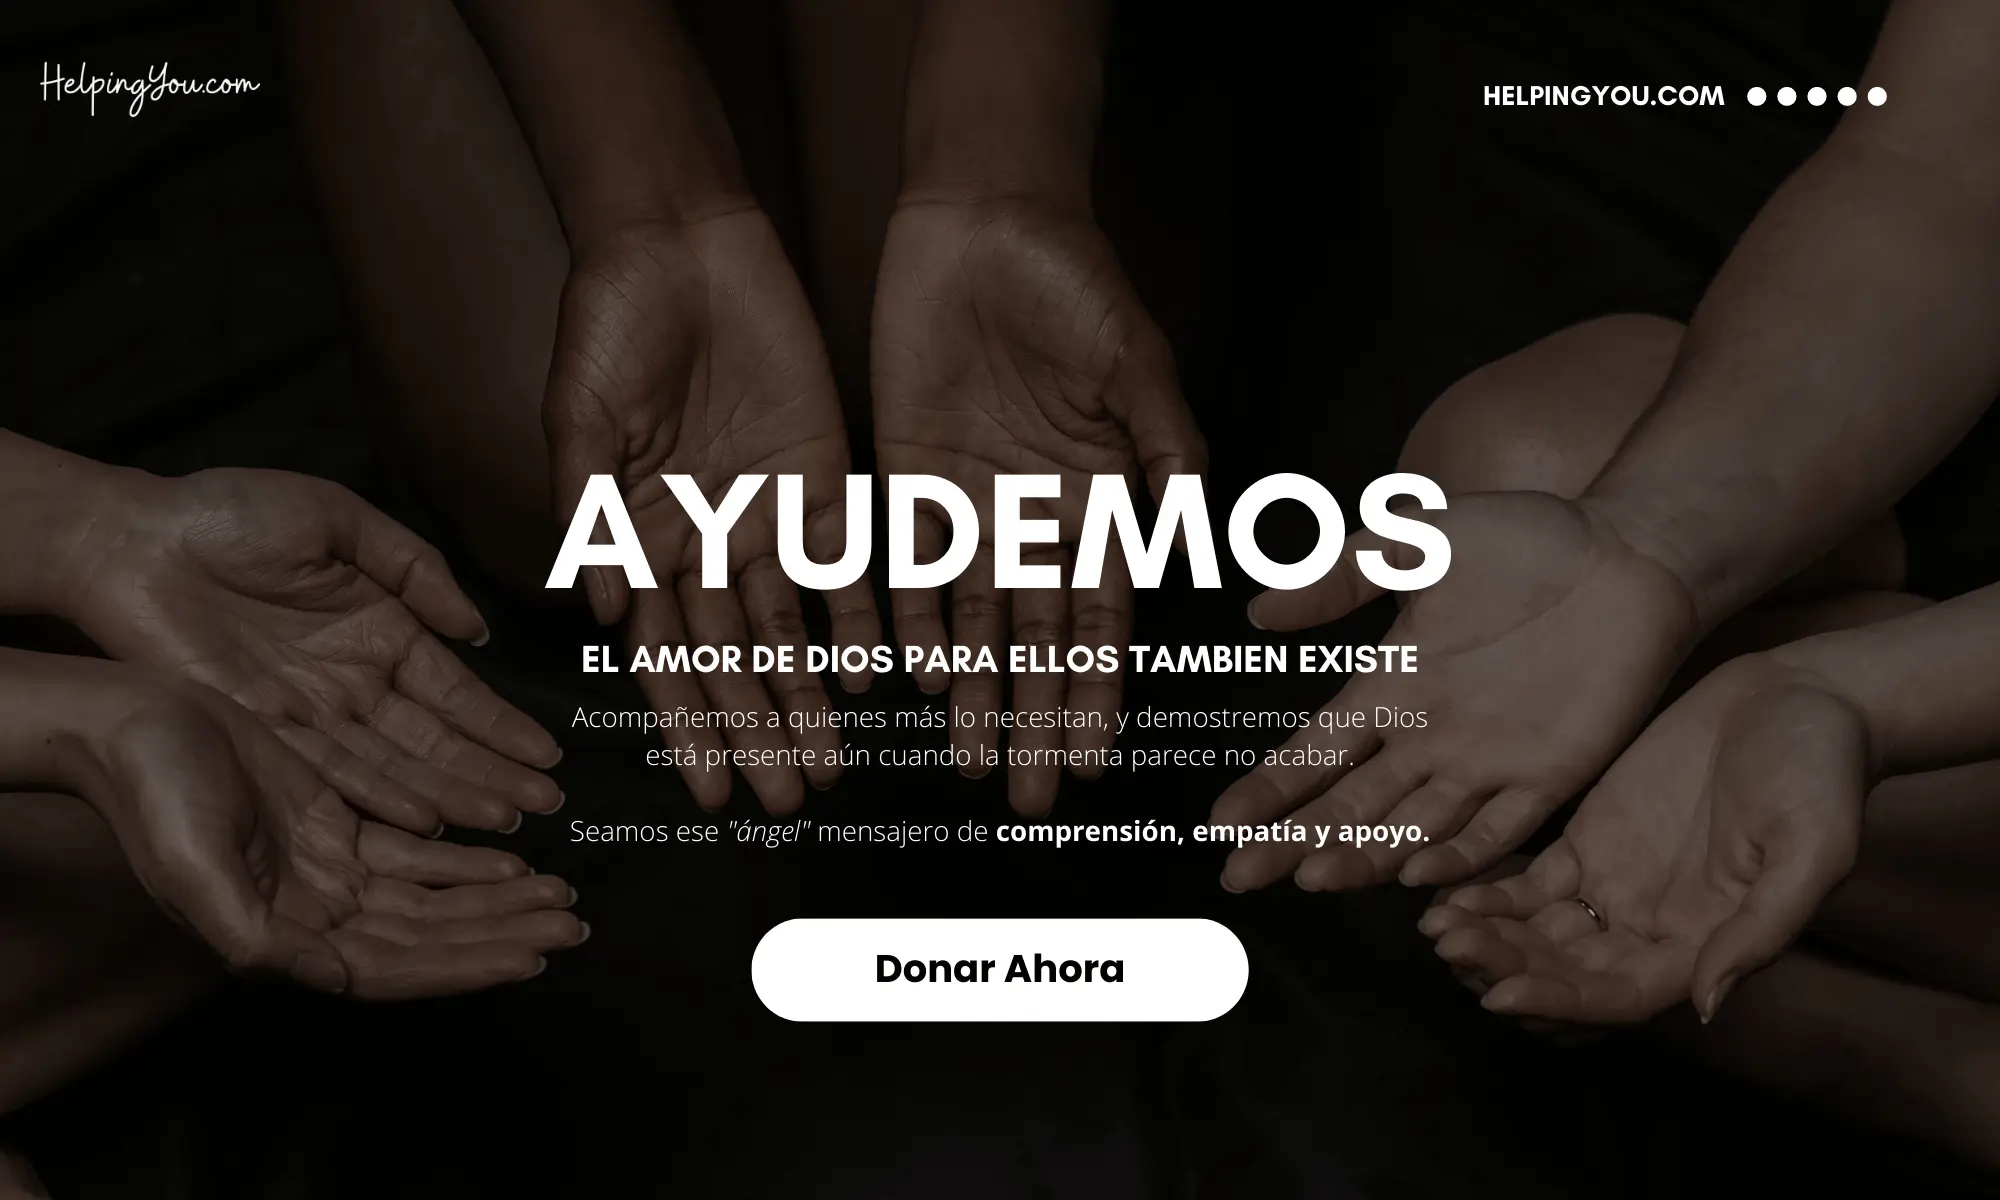 HelpingYou.com
HELPINGYOU.COM
AYUDEMOS
EL AMOR DE DIOS PARA ELLOS TAMBIEN EXISTE
Acompañemos a quienes más lo necesitan, y demostremos que Dios
está presente aún cuando la tormenta parece no acabar.
Seamos ese "ángel" mensajero de comprensión, empatía y apoyo.
Donar Ahora